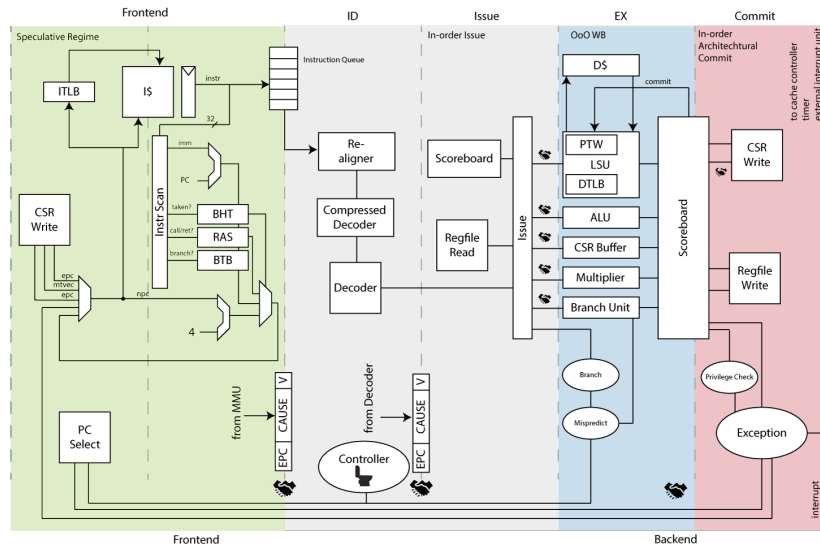 Frontend
ID
Issue
EX
Commit
Speculative Regime
In-order Issue
OoO WB
In-order
Architechtural
Commit
to cache controller
timer
external interrupt unit
ITLB
I$
instr
Instruction Queue
32
D$
commit
imm
PC
Instr Scan
taken?
BHT
call/ret?
RAS
branch?
BTB
CSR
Write
epc
mtvec
epc
npc
4
Re-
aligner
Compressed
Decoder
Decoder
Scoreboard
Regfile
Read
Issue
PTW
LSU
DTLB
ALU
CSR Buffer
Multiplier
Branch Unit
Scoreboard
CSR
Write
Regfile
Write
Branch
Mispredict
Privilege Check
Exception
interrupt
PC
Select
from MMU
EPC CAUSE V
from Decoder
EPC CAUSE V
Controller
Frontend
Backend